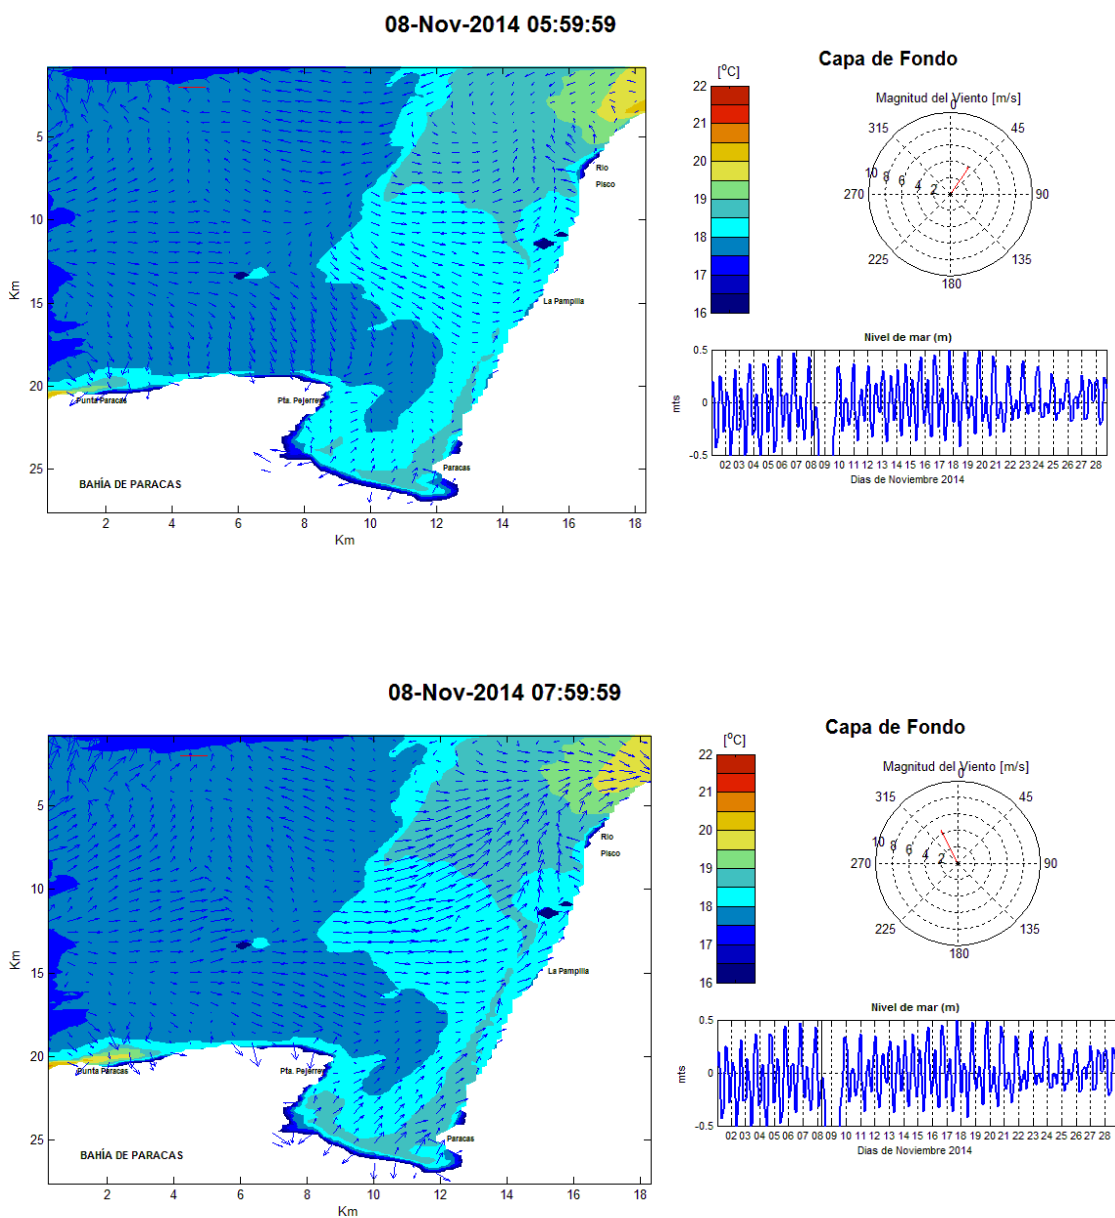 08-Nov-2014 05:59:59
Capa de Fondo
[°C]
Magnitud del Viento [m/s]
22
21
20
19
18
17
16
0
45
90
135
180
225
270
315
10 8 6 4 2
Km
5
10
15
20
25
Rio
Pisco
La Pampilla
Punta Paracas
Pta. Pejerrey
Paracas
BAHÍA DE PARACAS
2 4 6 8 10 12 14 16 18
Km
Nivel de mar (m)
mts
0.5
0
-0.5
02 03 04 05 06 07 08 09 10 11 12 13 14 15 16 17 18 19 20 21 22 23 24 25 26 27 28
Dias de Noviembre 2014
08-Nov-2014 07:59:59
Capa de Fondo
[°C]
Magnitud del Viento [m/s]
22
21
20
19
18
17
16
0
45
90
135
180
225
270
315
10 8 6 4 2
Km
5
10
15
20
25
Rio
Pisco
La Pampilla
Punta Paracas
Pta. Pejerrey
Paracas
BAHÍA DE PARACAS
2 4 6 8 10 12 14 16 18
Km
Nivel de mar (m)
mts
0.5
0
-0.5
02 03 04 05 06 07 08 09 10 11 12 13 14 15 16 17 18 19 20 21 22 23 24 25 26 27 28
Dias de Noviembre 2014